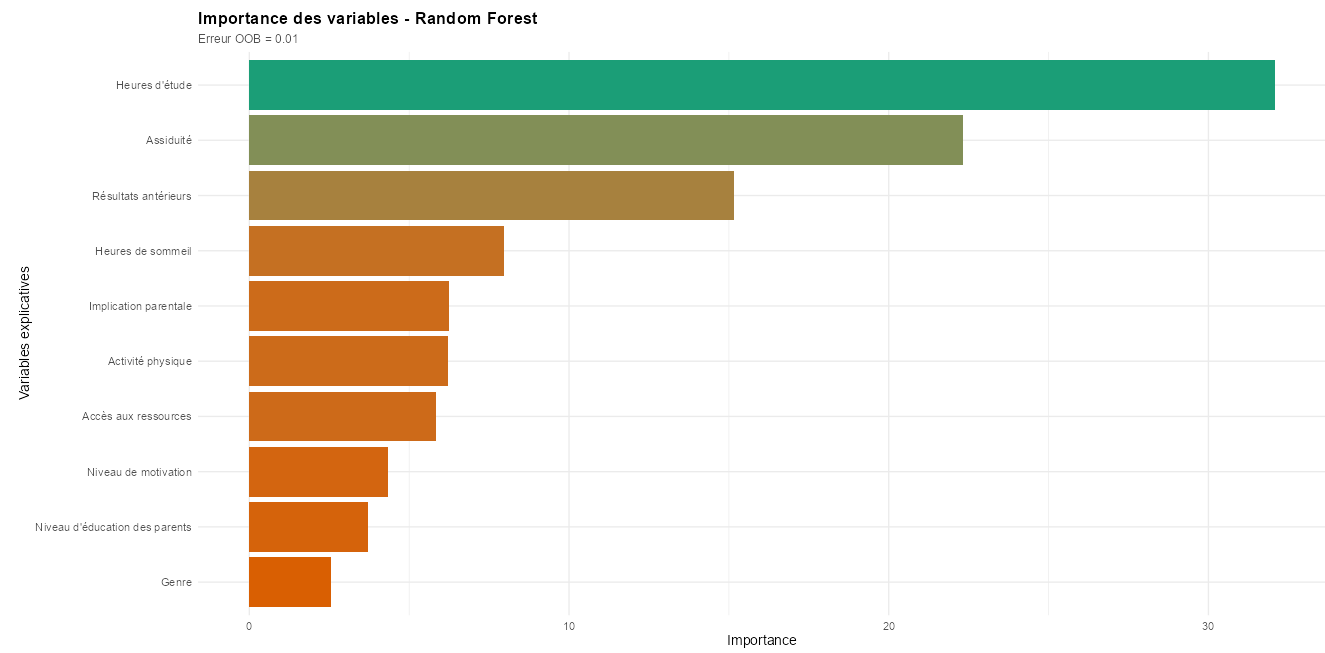 Importance des variables - Random Forest
Erreur OOB = 0.01
Variables explicatives
Heures d'étude
Assiduité
Résultats antérieurs
Heures de sommeil
Implication parentale
Activité physique
Accès aux ressources
Niveau de motivation
Niveau d'éducation des parents
Genre
0 10 20 30
Importance